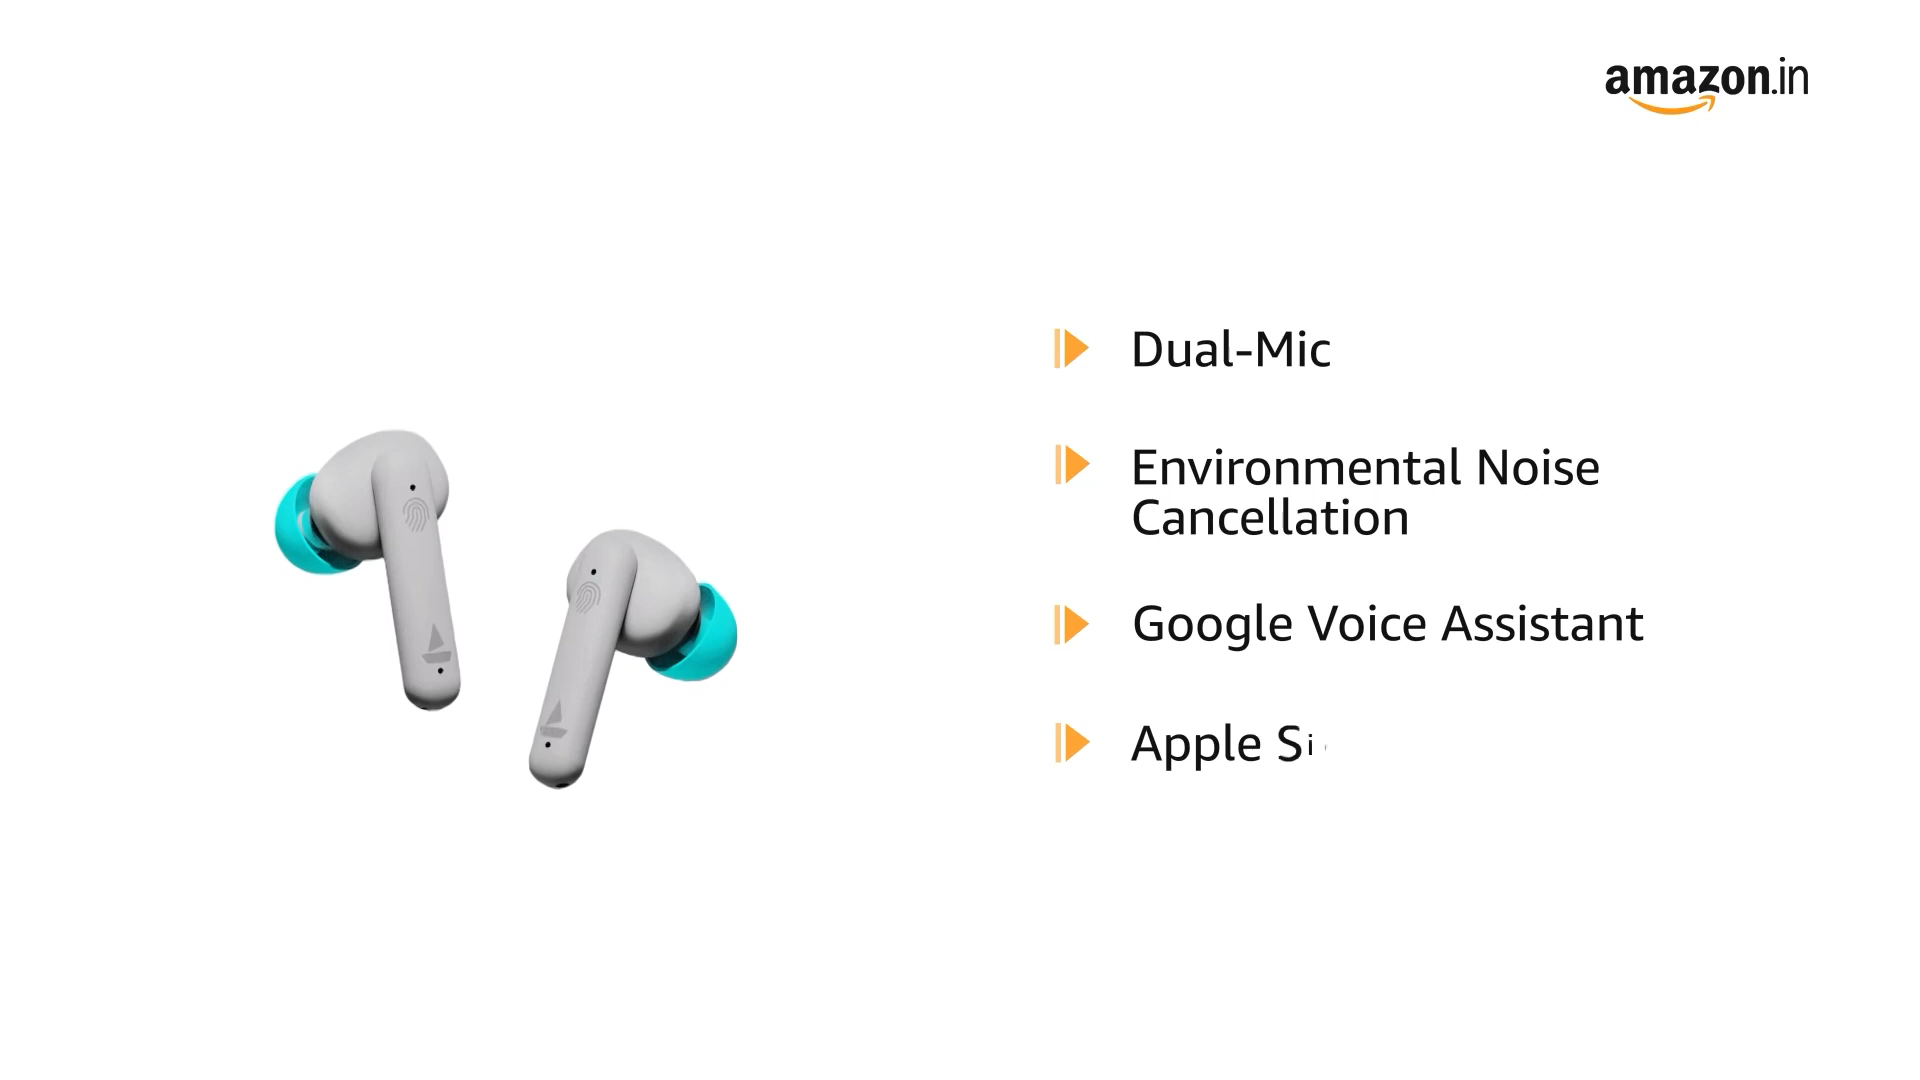 amazon.in
Dual-Mic
Environmental Noise
Cancellation
Google Voice Assistant
Apple